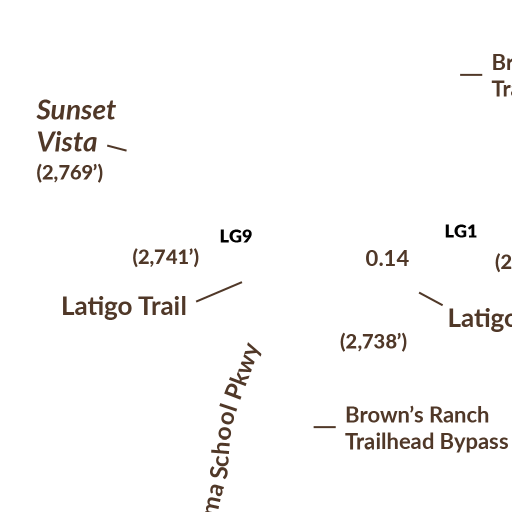 Br
Tra
Sunset
Vista
(2,769’)
LG9
LG1
(2,741’)
0.14
(2
Latigo Trail
Latigo
(2,738’)
ma School Pkwy
Brown’s Ranch
Trailhead Bypass